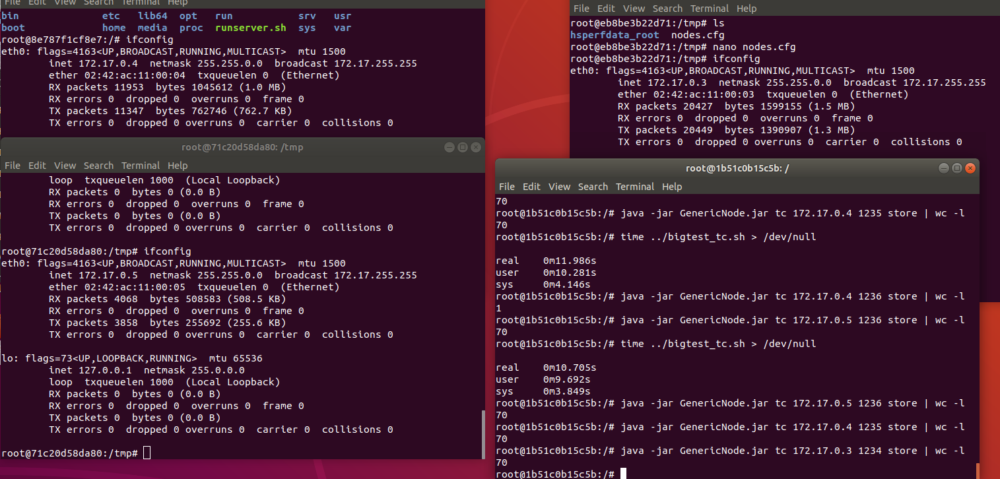 File Edit View Search Terminal Help
bin etc lib64 opt run srv usr
boot home media proc runserver.sh sys var
root@8e787f1cf8e7:/# ifconfig
eth0: flags=4163<UP,BROADCAST,RUNNING,MULTICAST> mtu 1500
inet 172.17.0.4 netmask 255.255.0.0 broadcast 172.17.255.255
ether 02:42:ac:11:00:04 txqueuelen 0 (Ethernet)
RX packets 11953 bytes 1045612 (1.0 MB)
RX errors 0 dropped 0 overruns 0 frame 0
TX packets 11347 bytes 762746 (762.7 KB)
TX errors 0 dropped 0 overruns 0 carrier 0 collisions 0
root@71c20d58da80: /tmp
File Edit View Search Terminal Help
loop txqueuelen 1000 (Local Loopback)
RX packets 0 bytes 0 (0.0 B)
RX errors 0 dropped 0 overruns 0 frame 0
TX packets 0 bytes 0 (0.0 B)
TX errors 0 dropped 0 overruns 0 carrier 0 collisions 0
root@71c20d58da80:/tmp# ifconfig
eth0: flags=4163<UP,BROADCAST,RUNNING,MULTICAST> mtu 1500
inet 172.17.0.5 netmask 255.255.0.0 broadcast 172.17.255.255
ether 02:42:ac:11:00:05 txqueuelen 0 (Ethernet)
RX packets 4068 bytes 508583 (508.5 KB)
RX errors 0 dropped 0 overruns 0 frame 0
TX packets 3858 bytes 255692 (255.6 KB)
TX errors 0 dropped 0 overruns 0 carrier 0 collisions 0
lo: flags=73<UP,LOOPBACK,RUNNING> mtu 65536
inet 127.0.0.1 netmask 255.0.0.0
loop txqueuelen 1000 (Local Loopback)
RX packets 0 bytes 0 (0.0 B)
RX errors 0 dropped 0 overruns 0 frame 0
TX packets 0 bytes 0 (0.0 B)
TX errors 0 dropped 0 overruns 0 carrier 0 collisions 0
root@71c20d58da80:/tmp#
File Edit View Search Terminal Help
root@eb8be3b22d71:/tmp# ls
hsperfdata_root nodes.cfg
root@eb8be3b22d71:/tmp# nano nodes.cfg
root@eb8be3b22d71:/tmp# ifconfig
eth0: flags=4163<UP,BROADCAST,RUNNING,MULTICAST> mtu 1500
inet 172.17.0.3 netmask 255.255.0.0 broadcast 172.17.255.255
ether 02:42:ac:11:00:03 txqueuelen 0 (Ethernet)
RX packets 20427 bytes 1599155 (1.5 MB)
RX errors 0 dropped 0 overruns 0 frame 0
TX packets 20449 bytes 1390907 (1.3 MB)
TX errors 0 dropped 0 overruns 0 carrier 0 collisions 0
root@1b51c0b15c5b: /
File Edit View Search Terminal Help
70
root@1b51c0b15c5b:/# java -jar GenericNode.jar tc 172.17.0.4 1235 store | wc -l
70
root@1b51c0b15c5b:/# time ../bigtest_tc.sh > /dev/null
real 0m11.986s
user 0m10.281s
sys 0m4.146s
root@1b51c0b15c5b:/# java -jar GenericNode.jar tc 172.17.0.4 1236 store | wc -l
1
root@1b51c0b15c5b:/# java -jar GenericNode.jar tc 172.17.0.5 1236 store | wc -l
70
root@1b51c0b15c5b:/# time ../bigtest_tc.sh > /dev/null
real 0m10.705s
user 0m9.692s
sys 0m3.849s
root@1b51c0b15c5b:/# java -jar GenericNode.jar tc 172.17.0.5 1236 store | wc -l
70
root@1b51c0b15c5b:/# java -jar GenericNode.jar tc 172.17.0.4 1235 store | wc -l
70
root@1b51c0b15c5b:/# java -jar GenericNode.jar tc 172.17.0.3 1234 store | wc -l
70
root@1b51c0b15c5b:/#